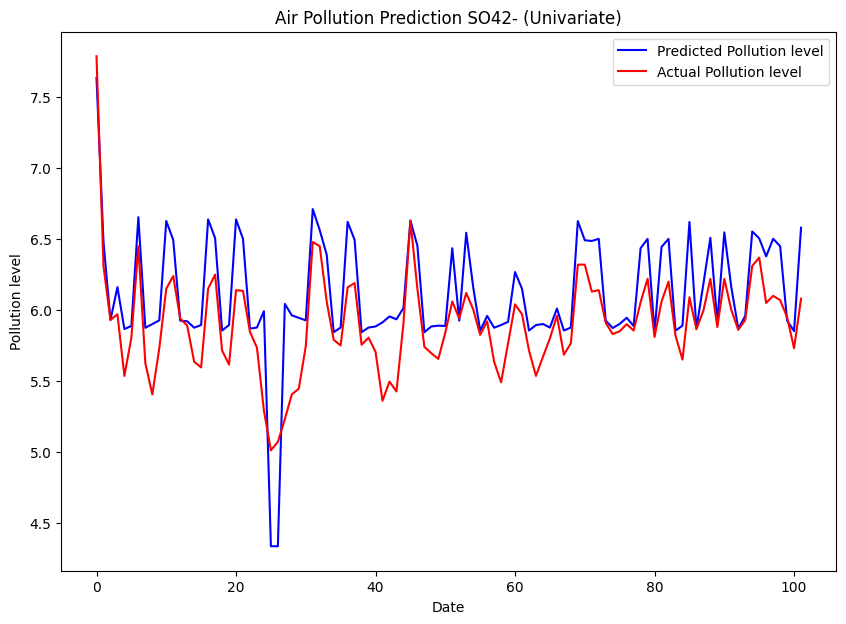 Air Pollution Prediction SO42- (Univariate)
Predicted Pollution level
Actual Pollution level
Pollution level
7.5
7.0
6.5
6.0
5.5
5.0
4.5
0 20 40 60 80 100
Date